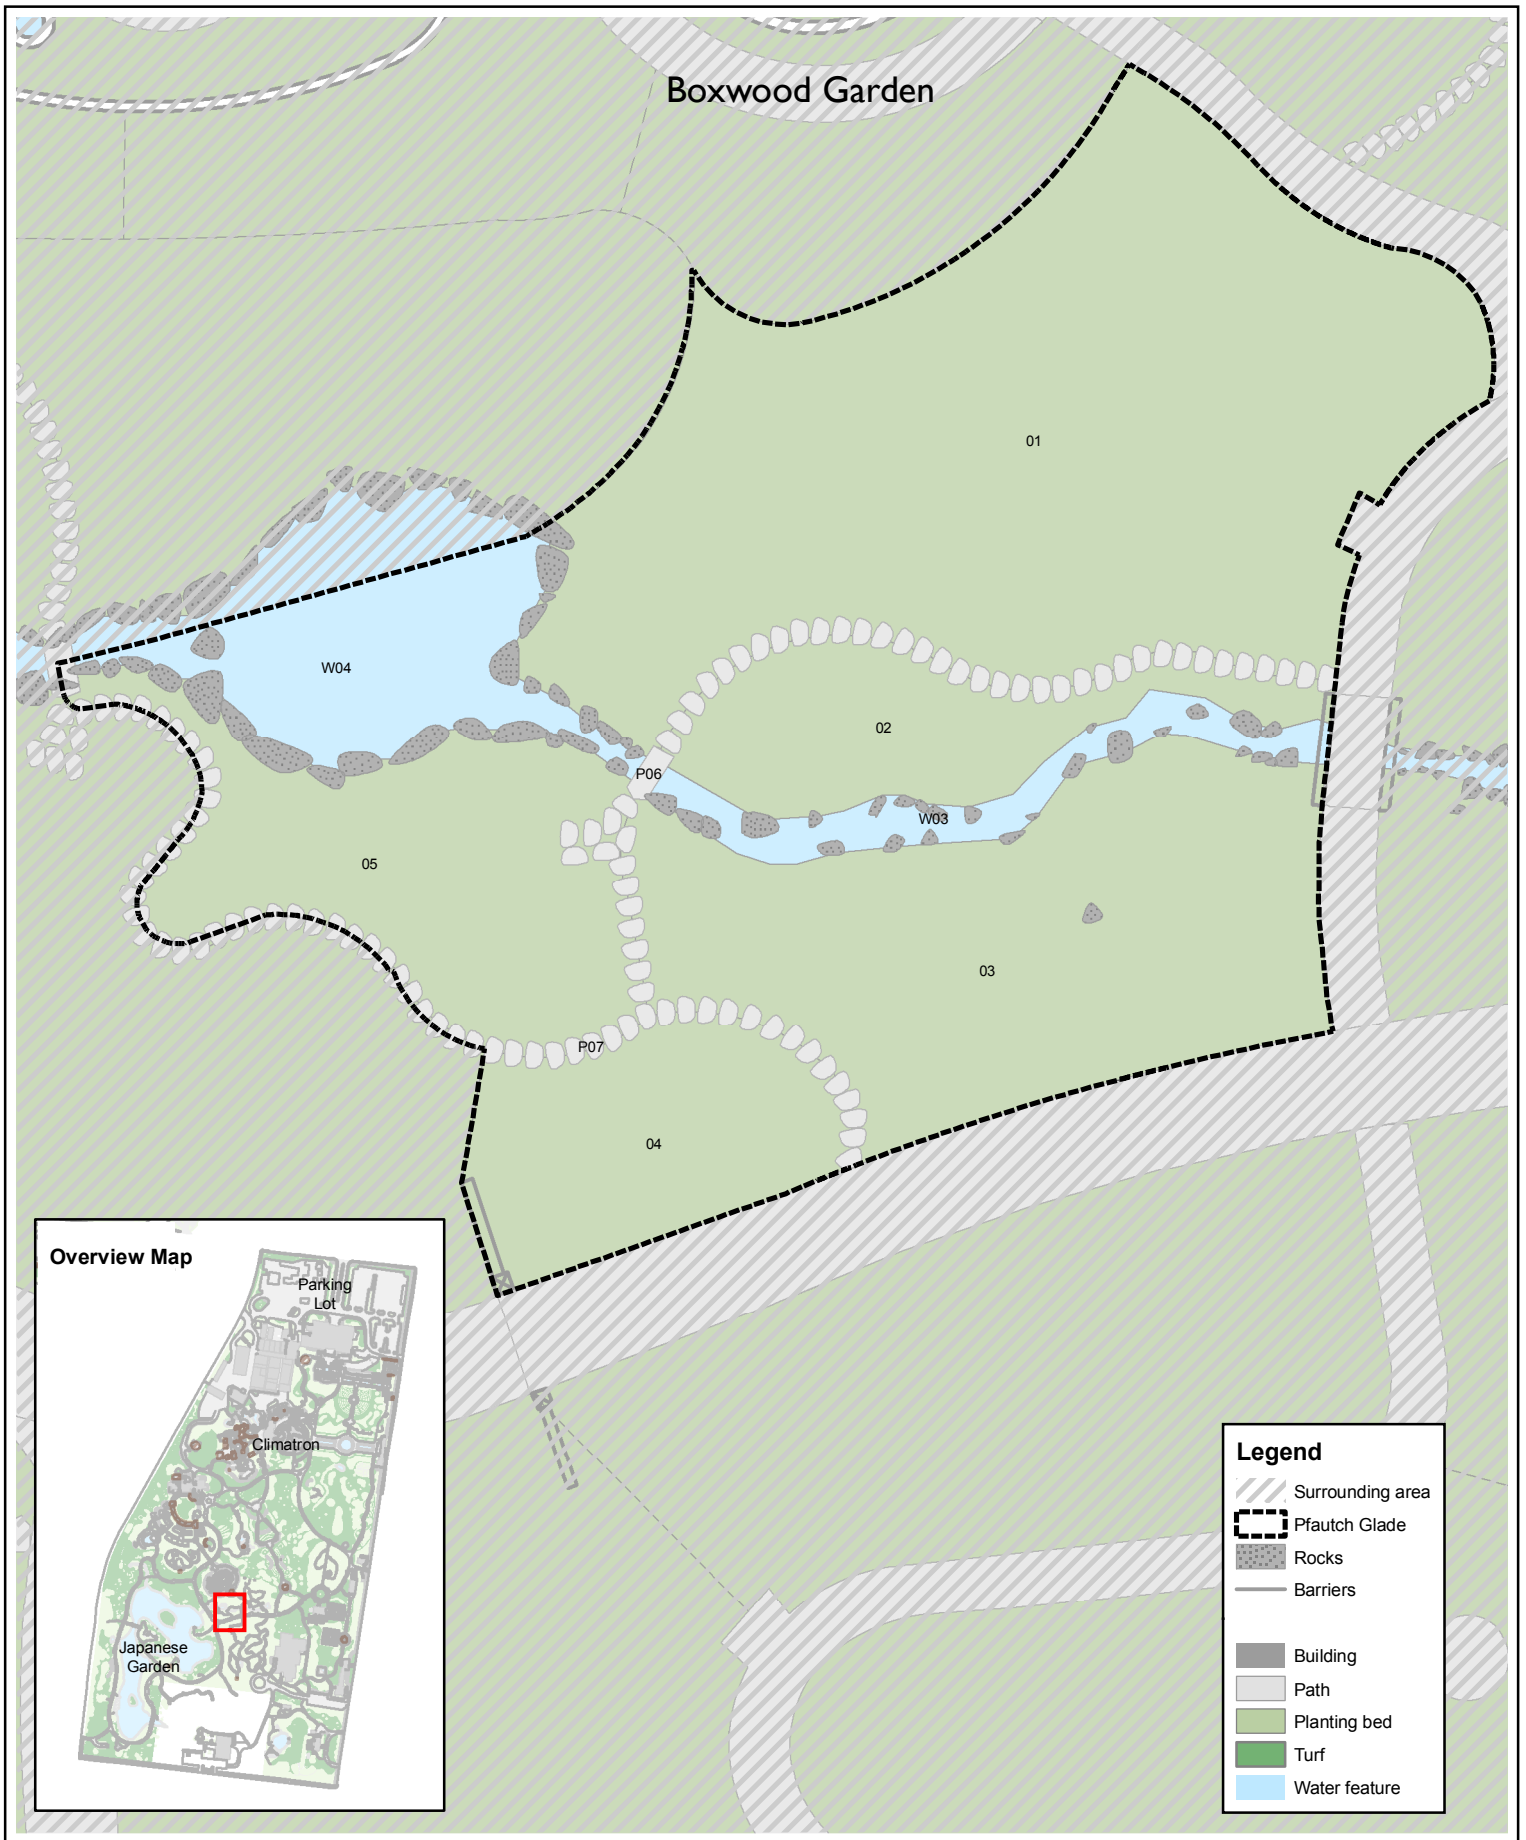 Boxwood Garden
01
W04
02
P06
W03
05
03
P07
04
Overview Map
Parking
Lot
Climatron
Japanese
Garden
Legend
Surrounding area
Pfautch Glade
Rocks
Barriers
Building
Path
Planting bed
Turf
Water feature